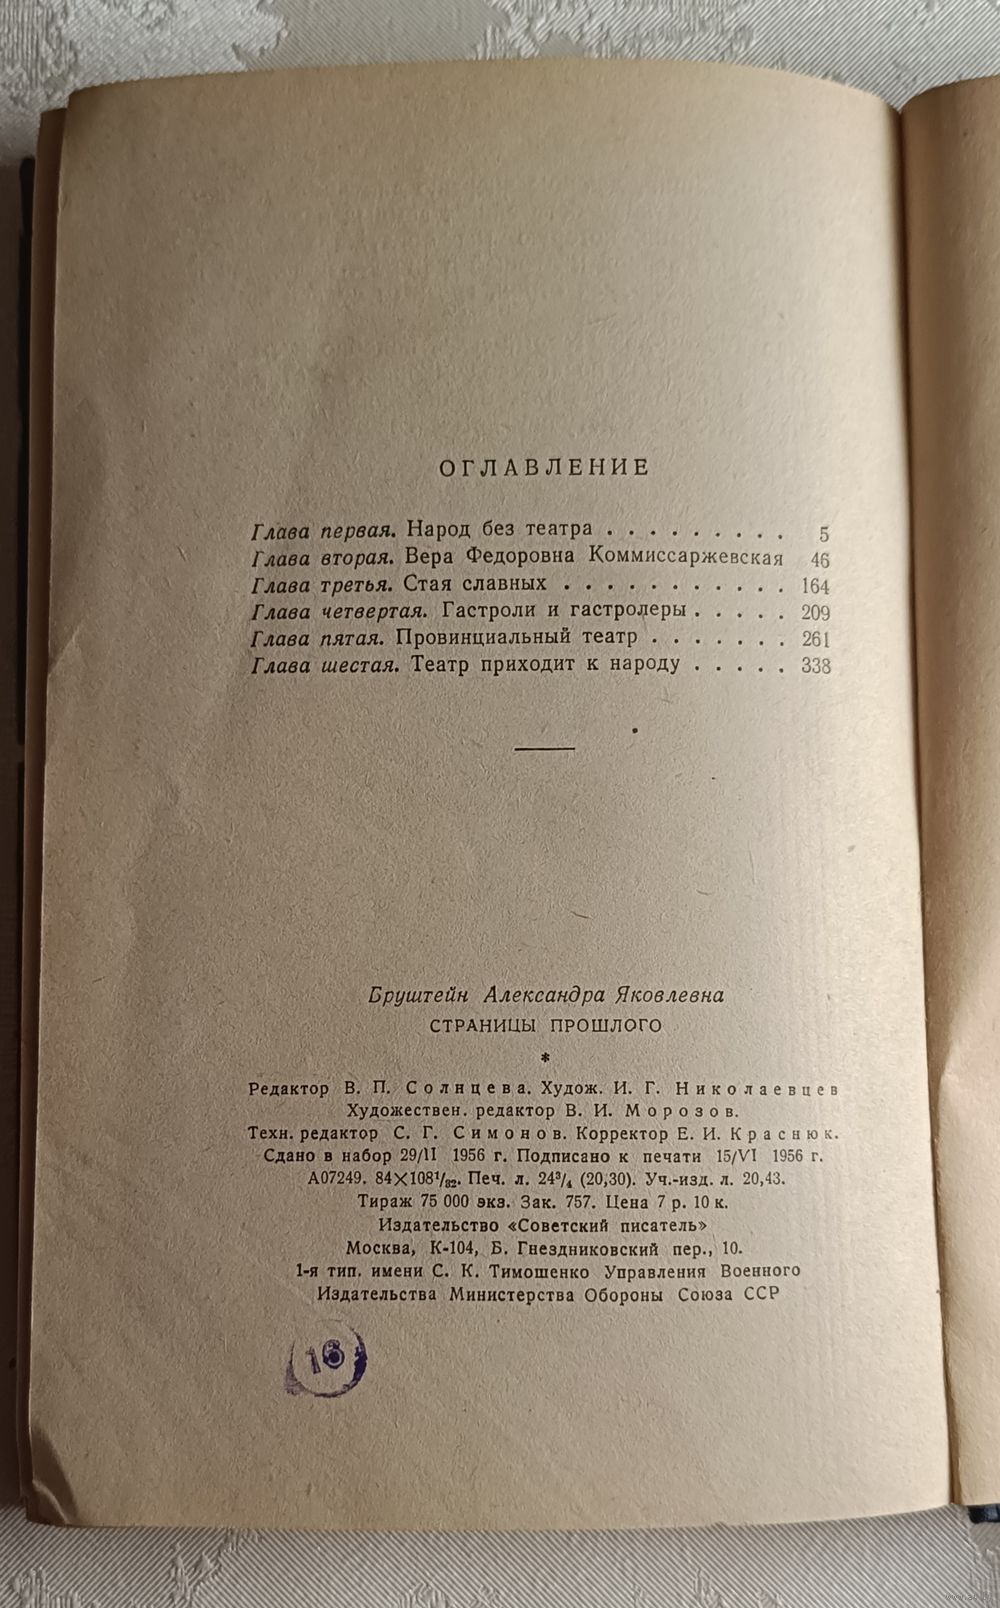 ОГЛАВЛЕНИЕ
Глава первая. Народ без театра . . . . . . . . . 5
Глава вторая. Вера Федоровна Коммиссаржевская 46
Глава третья. Стая славных . . . . . . . . . . . 164
Глава четвертая. Гастроли и гастролеры . . . . . 209
Глава пятая. Провинциальный театр . . . . . . . 261
Глава шестая. Театр приходит к народу . . . . . 338
Бруштейн Александра Яковлевна
СТРАНИЦЫ ПРОШЛОГО
*
Редактор В. П. Солнцева. Худож. И. Г. Николаевцев
Художествен. редактор В. И. Морозов.
Техн. редактор С. Г. Симонов. Корректор Е. И. Краснюк.
Сдано в набор 29/II 1956 г. Подписано к печати 15/VI 1956 г.
А07249. 84×108¹/₃₂. Печ. л. 24³/₄ (20,30). Уч.-изд. л. 20,43.
Тираж 75 000 экз. Зак. 757. Цена 7 р. 10 к.
Издательство «Советский писатель»
Москва, К-104, Б. Гнездниковский пер., 10.
1-я тип. имени С. К. Тимошенко Управления Военного
Издательства Министерства Обороны Союза ССР
16